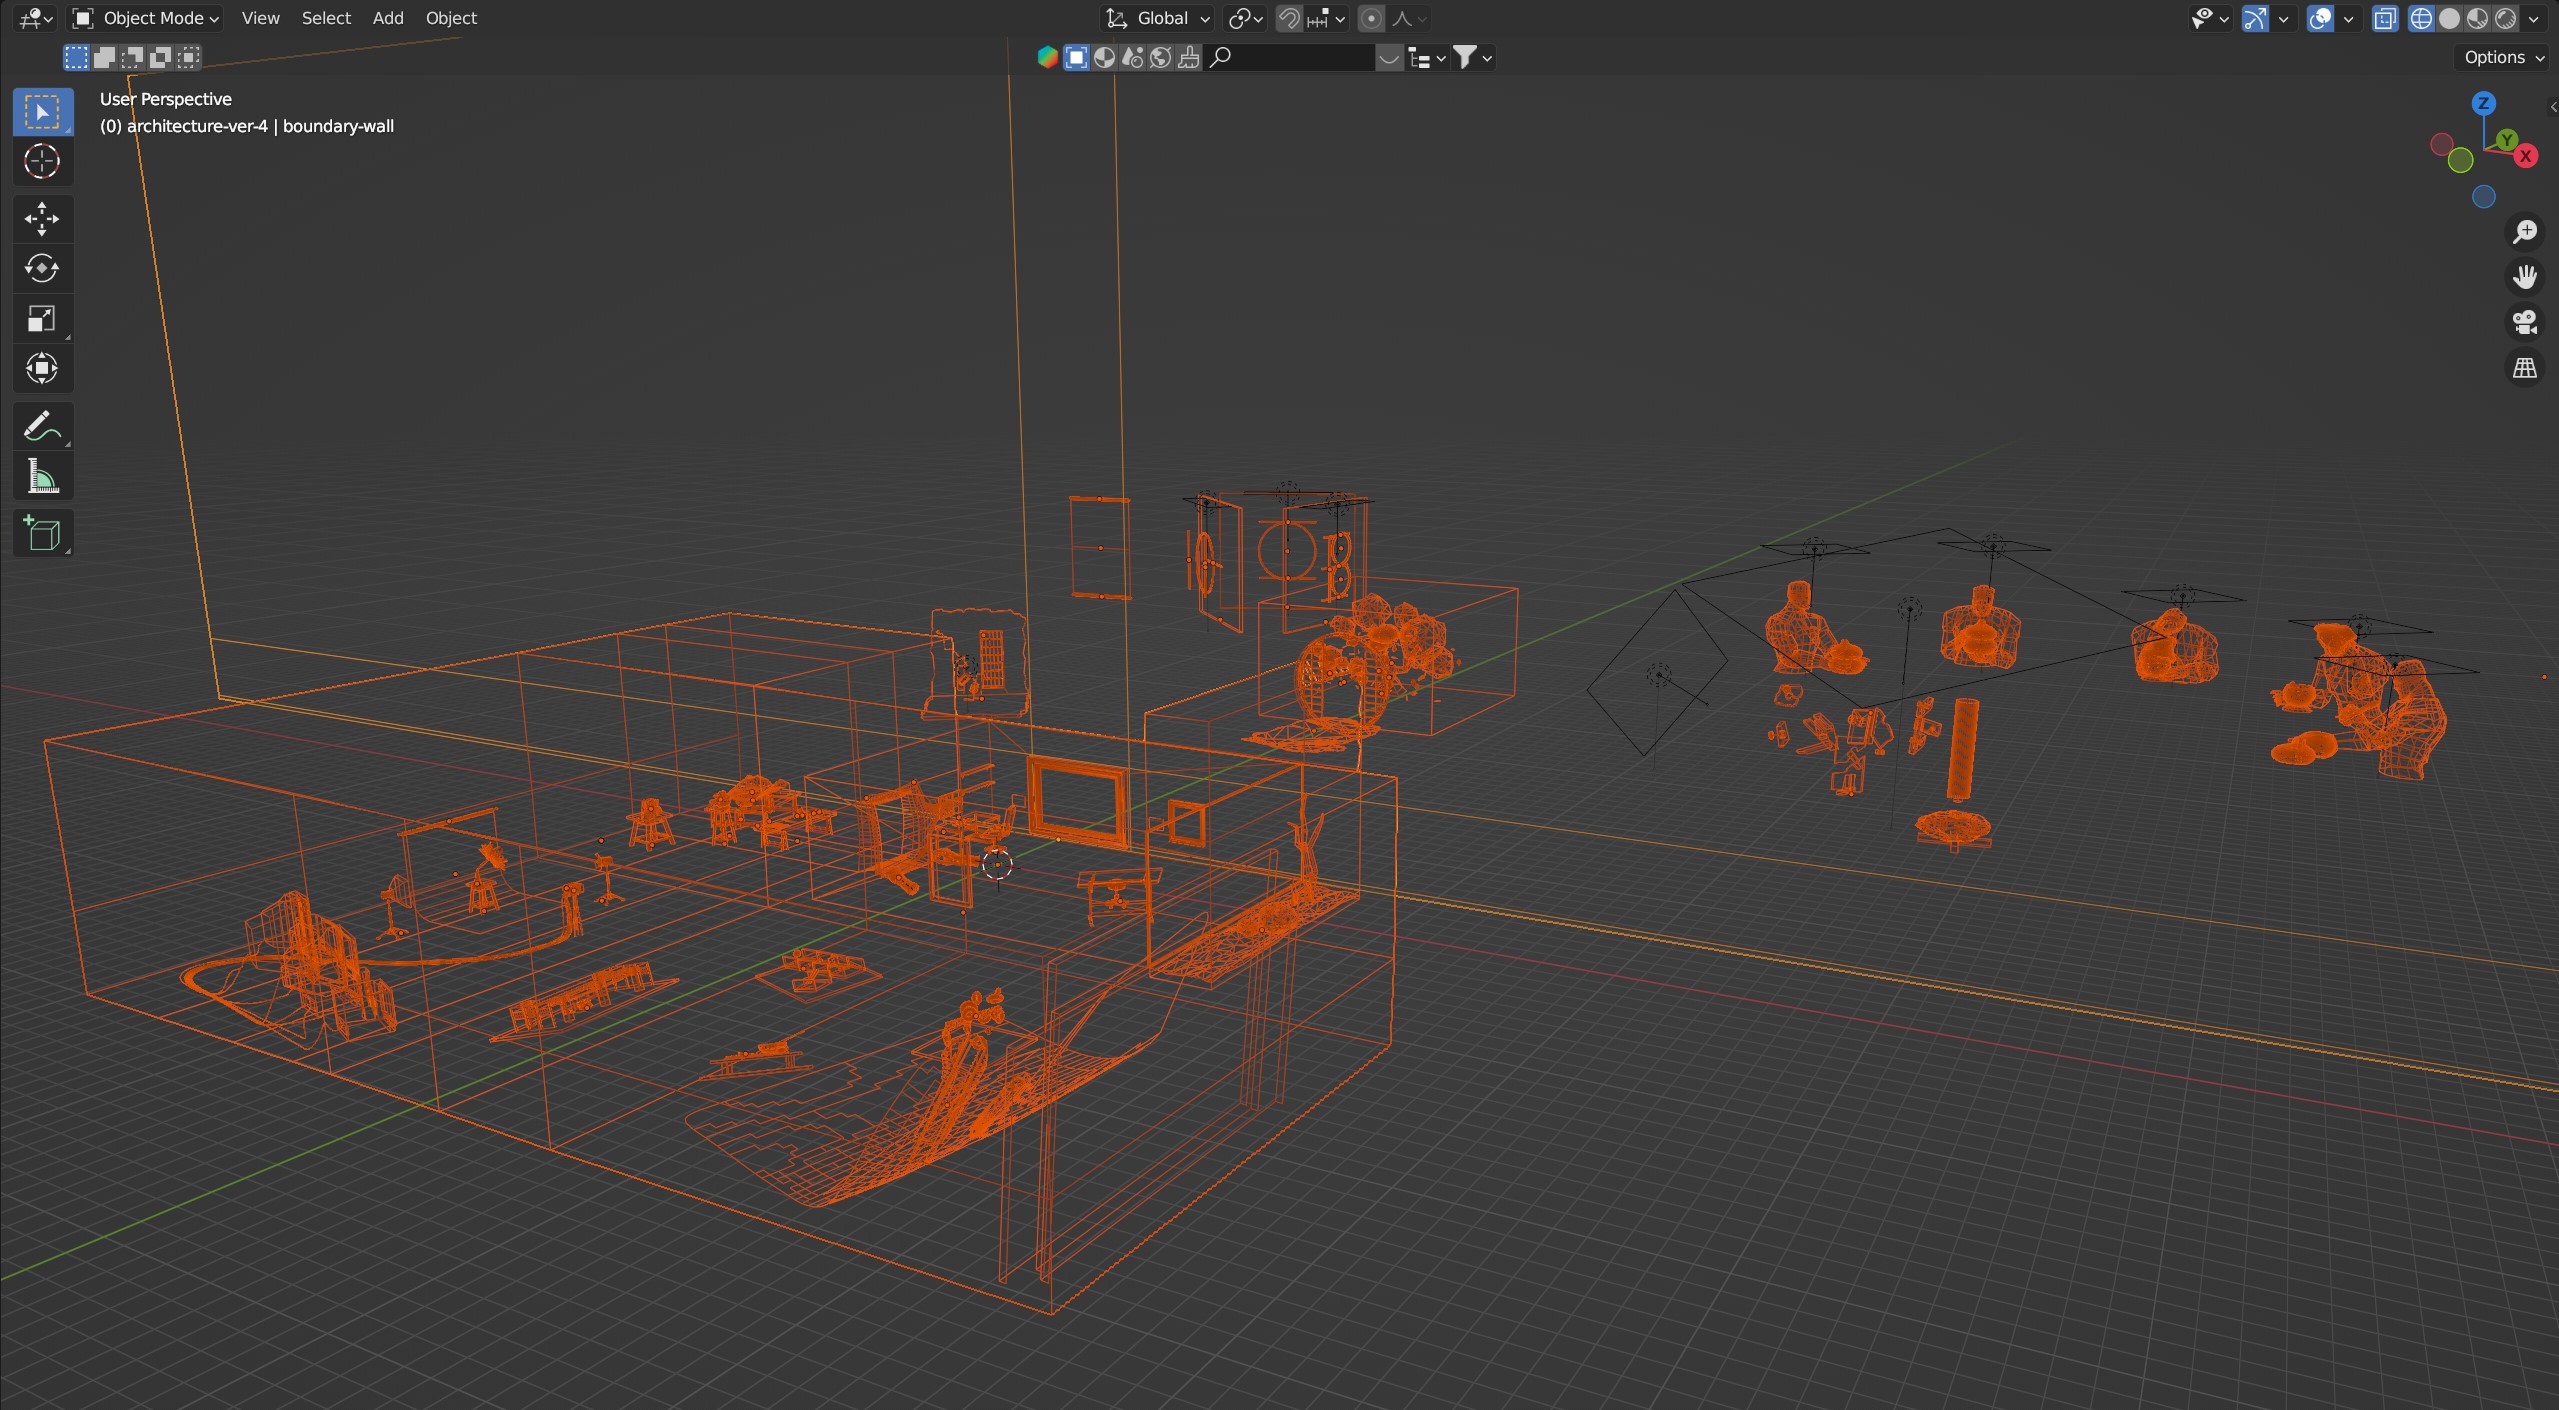 Object Mode View Select Add Object Global
Options
User Perspective
(0) architecture-ver-4 | boundary-wall
Z
Y
X